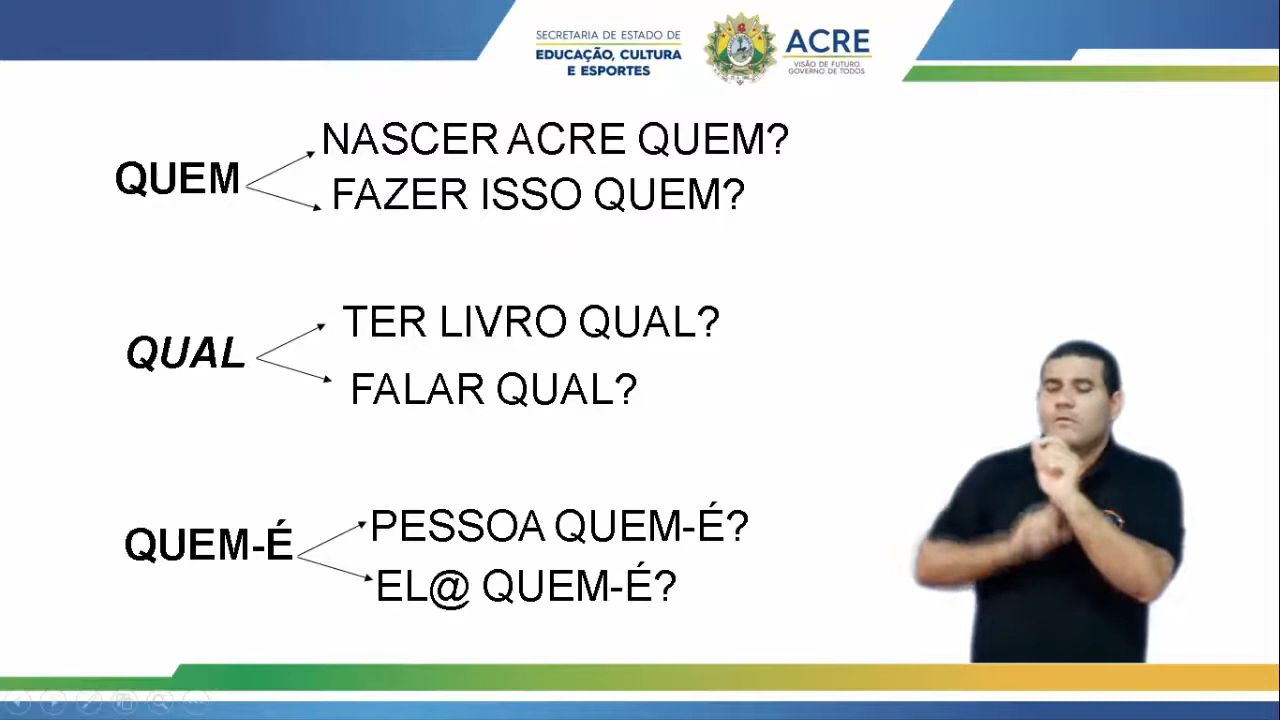 SECRETARIA DE ESTADO DE
EDUCAÇÃO, CULTURA
E ESPORTES
ACRE
VISÃO DE FUTURO
GOVERNO DE TODOS
QUEM
NASCER ACRE QUEM?
FAZER ISSO QUEM?
QUAL
TER LIVRO QUAL?
FALAR QUAL?
QUEM-É
PESSOA QUEM-É?
EL@ QUEM-É?